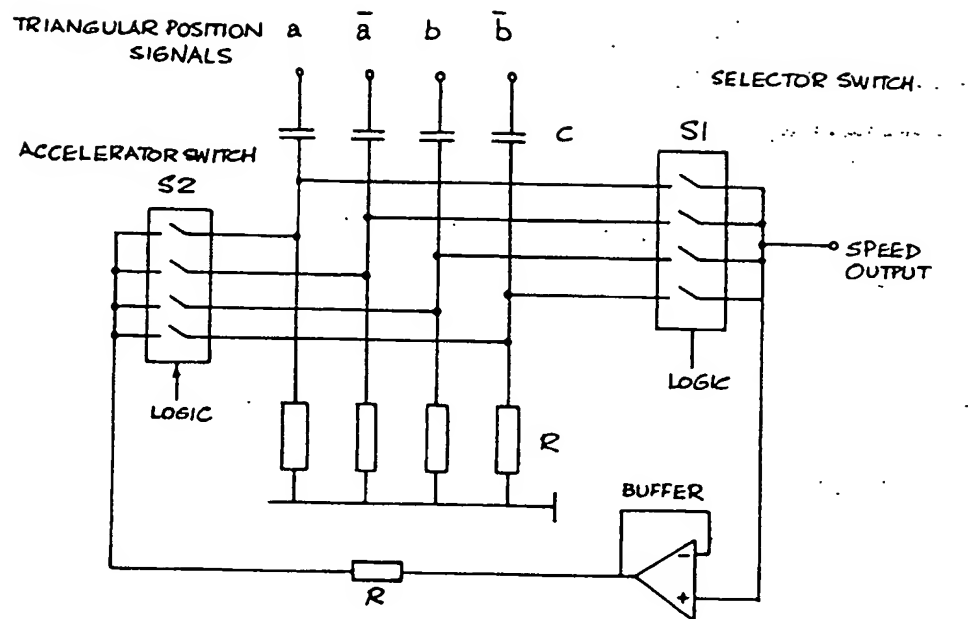 TRIANGULAR POSITION
SIGNALS
a
a̅
b
b̅
SELECTOR SWITCH
C
S1
ACCELERATOR SWITCH
S2
SPEED
OUTPUT
LOGIC
LOGIC
R
BUFFER
−
+
R